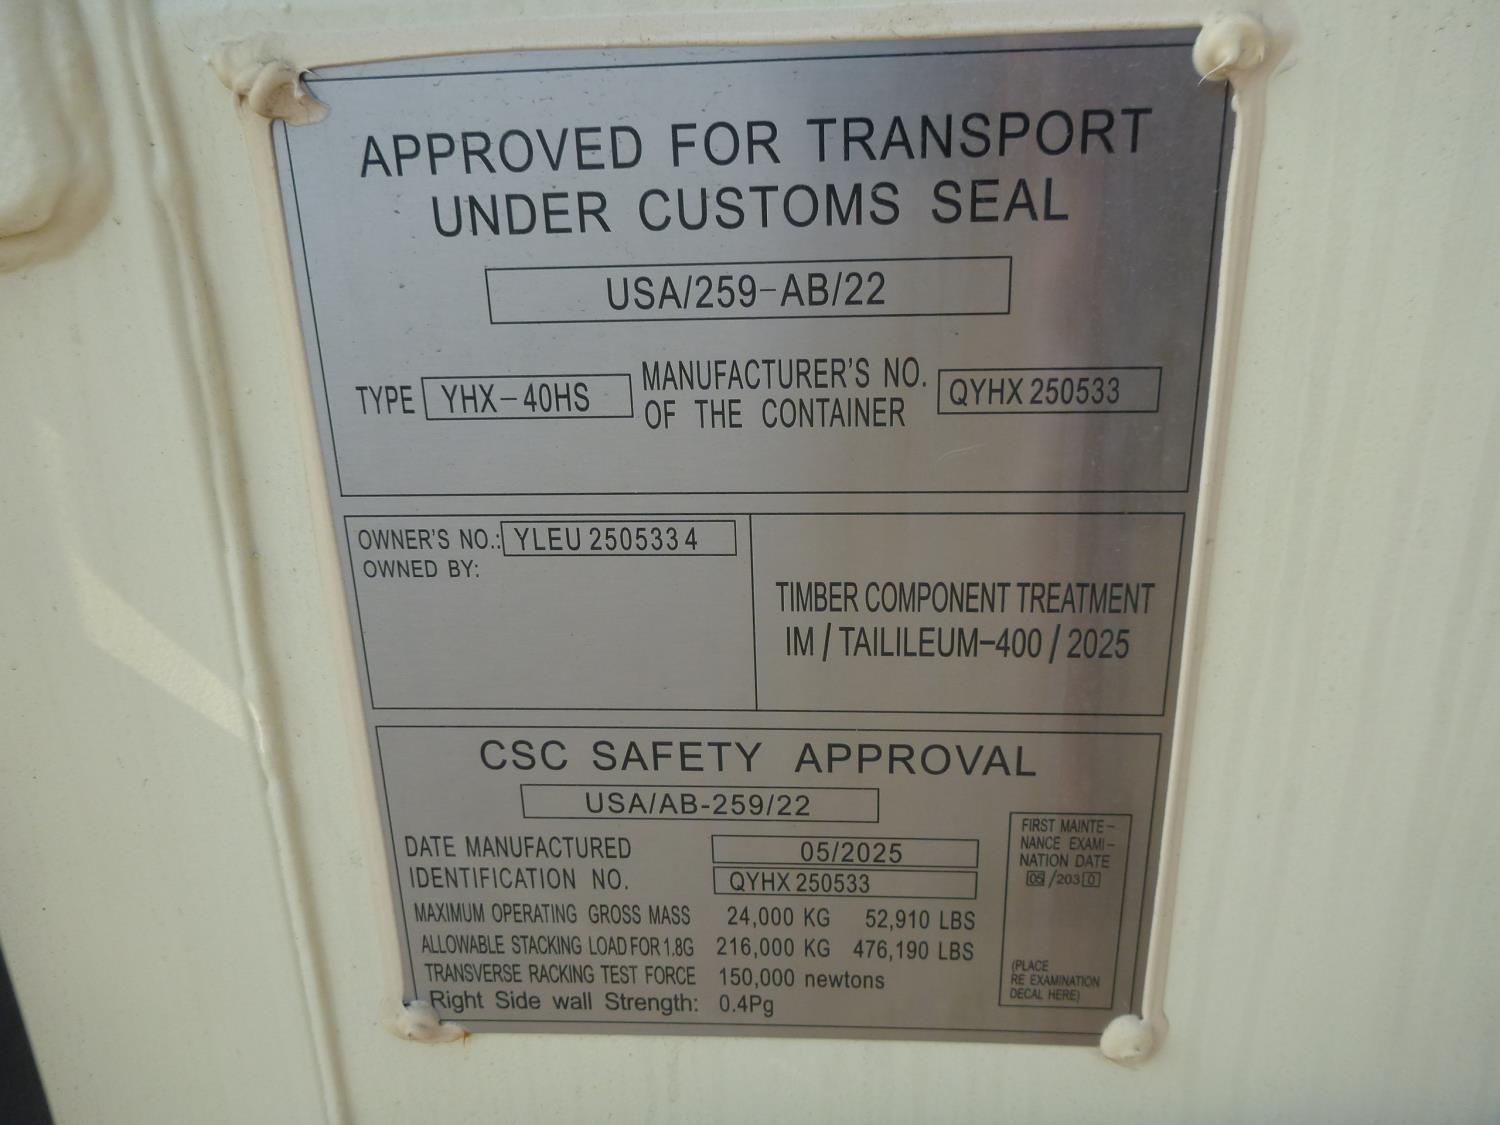 APPROVED FOR TRANSPORT
UNDER CUSTOMS SEAL
USA/259-AB/22
TYPE YHX-40HS MANUFACTURER'S NO. OF THE CONTAINER QYHX 250533
OWNER'S NO.: YLEU 2505334
OWNED BY:
TIMBER COMPONENT TREATMENT
IM / TAILILEUM-400 / 2025
CSC SAFETY APPROVAL
USA/AB-259/22
DATE MANUFACTURED 05/2025
IDENTIFICATION NO. QYHX 250533
MAXIMUM OPERATING GROSS MASS 24,000 KG 52,910 LBS
ALLOWABLE STACKING LOAD FOR 1.8G 216,000 KG 476,190 LBS
TRANSVERSE RACKING TEST FORCE 150,000 newtons
Right Side wall Strength: 0.4Pg
FIRST MAINTE-
NANCE EXAMI-
NATION DATE
05/2030
(PLACE
RE EXAMINATION
DECAL HERE)